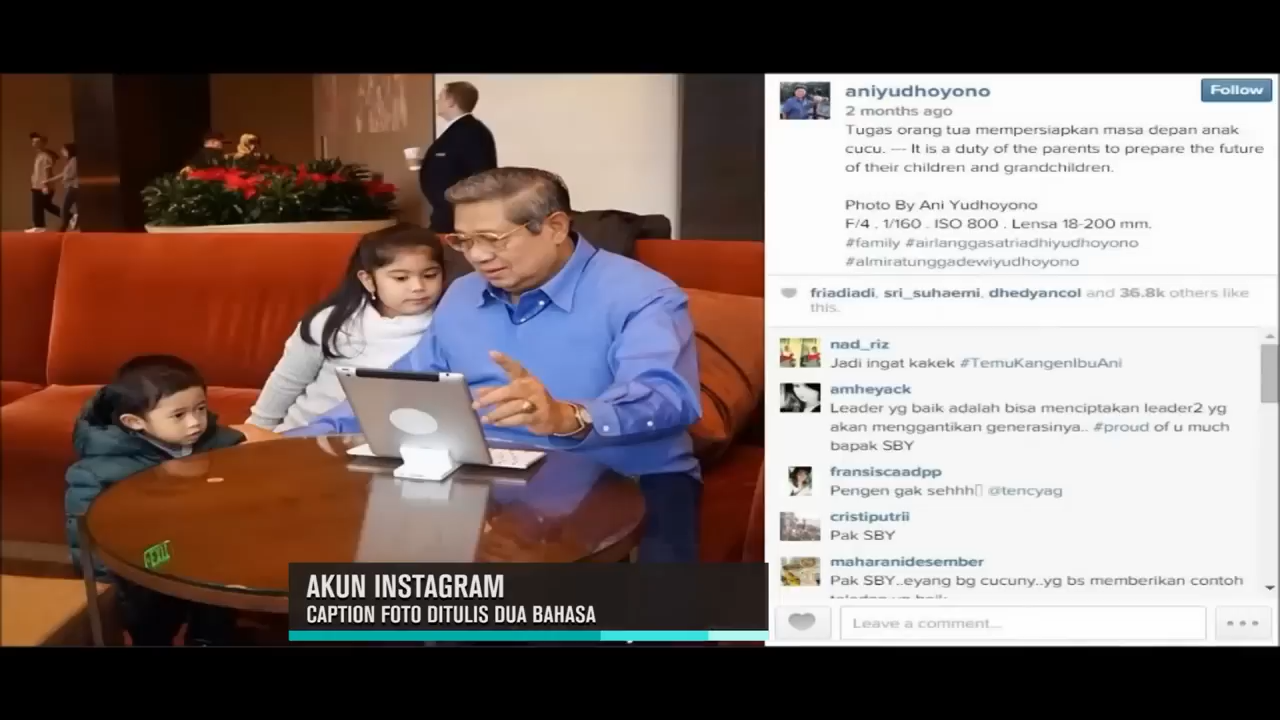 aniyudhoyono
Follow
2 months ago
Tugas orang tua mempersiapkan masa depan anak
cucu. --- It is a duty of the parents to prepare the future
of their children and grandchildren.
Photo By Ani Yudhoyono
F/4 . 1/160 . ISO 800 . Lensa 18-200 mm.
#family #airlanggasatriadhiyudhoyono
#almiratunggadewiyudhoyono
friadiadi, sri_suhaemi, dhedyancol and 36.8k others like
this.
nad_riz
Jadi ingat kakek #TemuKangenIbuAni
amheyack
Leader yg baik adalah bisa menciptakan leader2 yg
akan menggantikan generasinya.. #proud of u much
bapak SBY
fransiscaadpp
Pengen gak sehhh @tencyag
cristiputrii
Pak SBY
maharanidesember
Pak SBY..eyang bg cucuny..yg bs memberikan contoh
Leave a comment...
EXIT
AKUN INSTAGRAM
CAPTION FOTO DITULIS DUA BAHASA